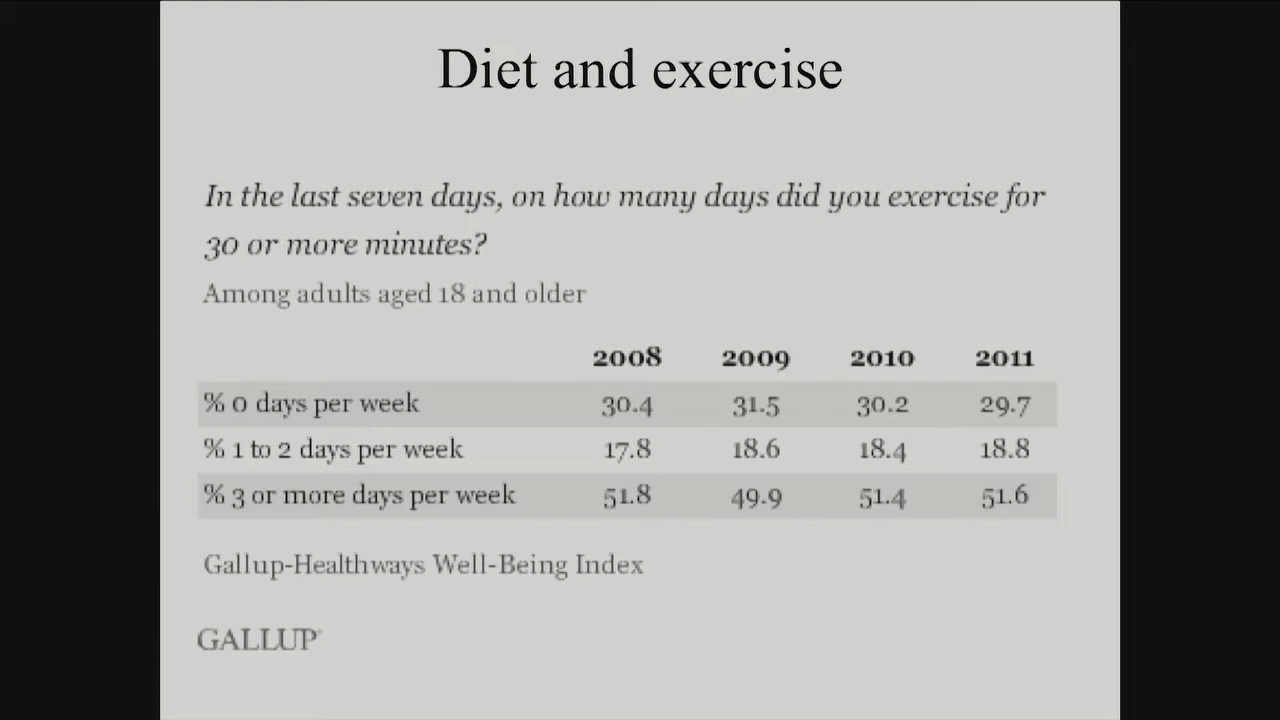 Diet and exercise
In the last seven days, on how many days did you exercise for
30 or more minutes?
Among adults aged 18 and older
2008 2009 2010 2011
% 0 days per week 30.4 31.5 30.2 29.7
% 1 to 2 days per week 17.8 18.6 18.4 18.8
% 3 or more days per week 51.8 49.9 51.4 51.6
Gallup-Healthways Well-Being Index
GALLUP®